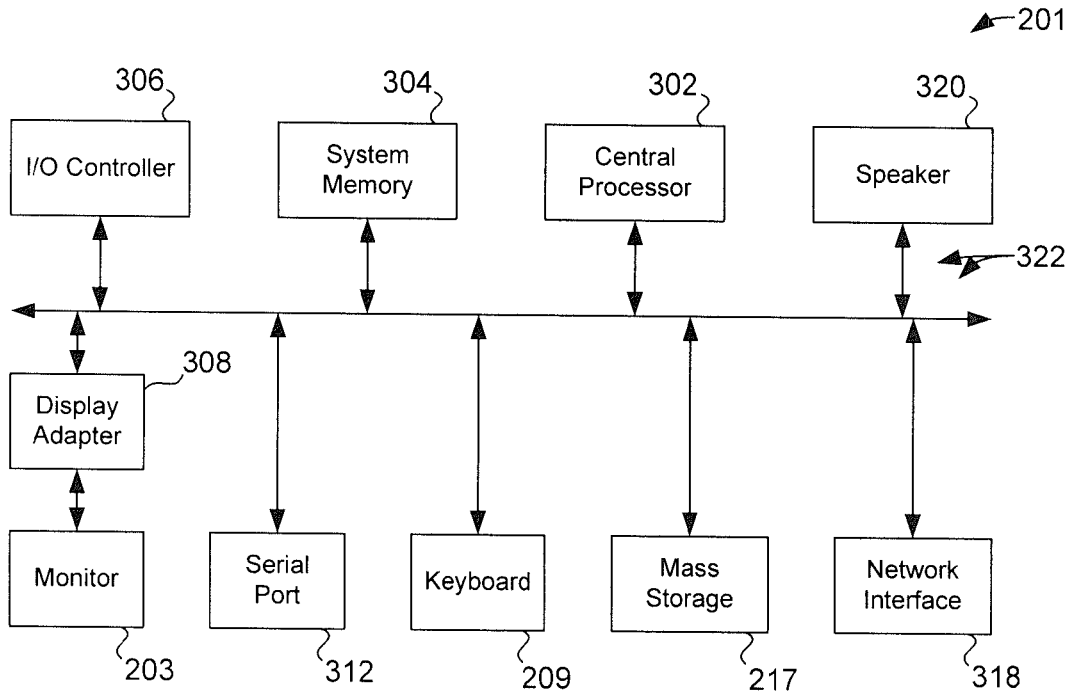 201
306
304
302
320
I/O Controller
System
Memory
Central
Processor
Speaker
322
308
Display
Adapter
Monitor
Serial
Port
Keyboard
Mass
Storage
Network
Interface
203
312
209
217
318